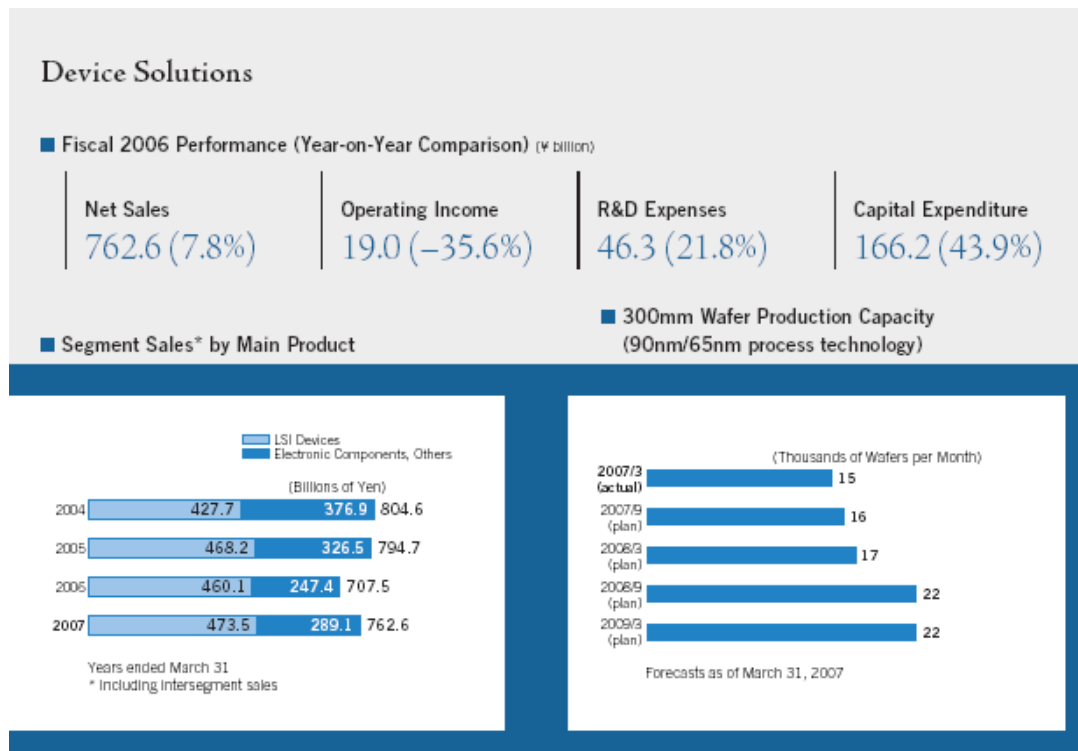 Device Solutions
Fiscal 2006 Performance (Year-on-Year Comparison) (¥ billion)
Net Sales
762.6 (7.8%)
Operating Income
19.0 (–35.6%)
R&D Expenses
46.3 (21.8%)
Capital Expenditure
166.2 (43.9%)
Segment Sales* by Main Product
LSI Devices
Electronic Components, Others
(Billions of Yen)
2004 427.7 376.9 804.6
2005 468.2 326.5 794.7
2006 460.1 247.4 707.5
2007 473.5 289.1 762.6
Years ended March 31
* Including intersegment sales
300mm Wafer Production Capacity
(90nm/65nm process technology)
(Thousands of Wafers per Month)
2007/3
(actual)
15
2007/9
(plan)
16
2008/3
(plan)
17
2008/9
(plan)
22
2009/3
(plan)
22
Forecasts as of March 31, 2007